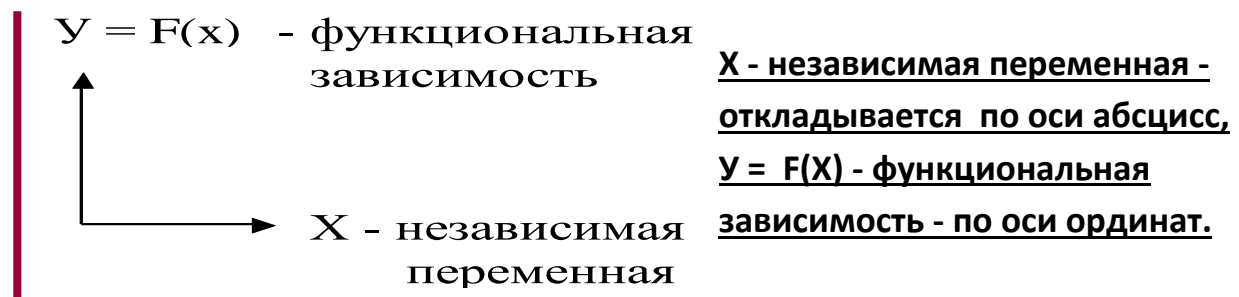 У = F(x) - функциональная
зависимость
X - независимая
переменная
Х - независимая переменная -
откладывается по оси абсцисс,
У = F(X) - функциональная
зависимость - по оси ординат.